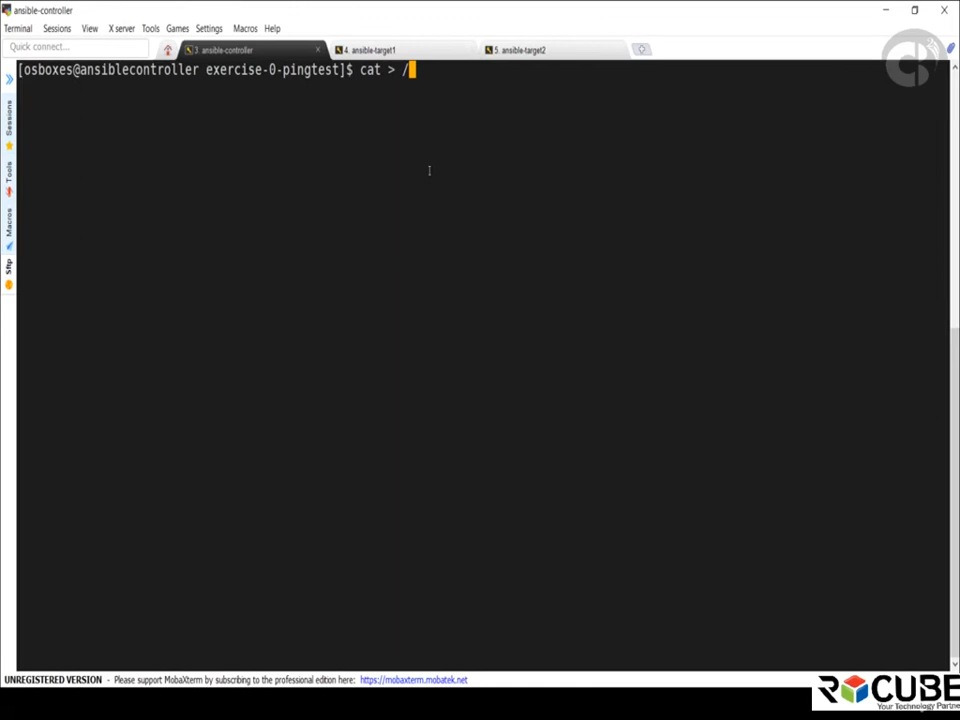 ansible-controller
Terminal Sessions View X server Tools Games Settings Macros Help
Quick connect...
3. ansible-controller
4. ansible-target1
5. ansible-target2
[osboxes@ansiblecontroller exercise-0-pingtest]$ cat > /
Sessions
Tools
Macros
Sftp
UNREGISTERED VERSION - Please support MobaXterm by subscribing to the professional edition here: https://mobaxterm.mobatek.net
RCUBE
Your Technology Partne